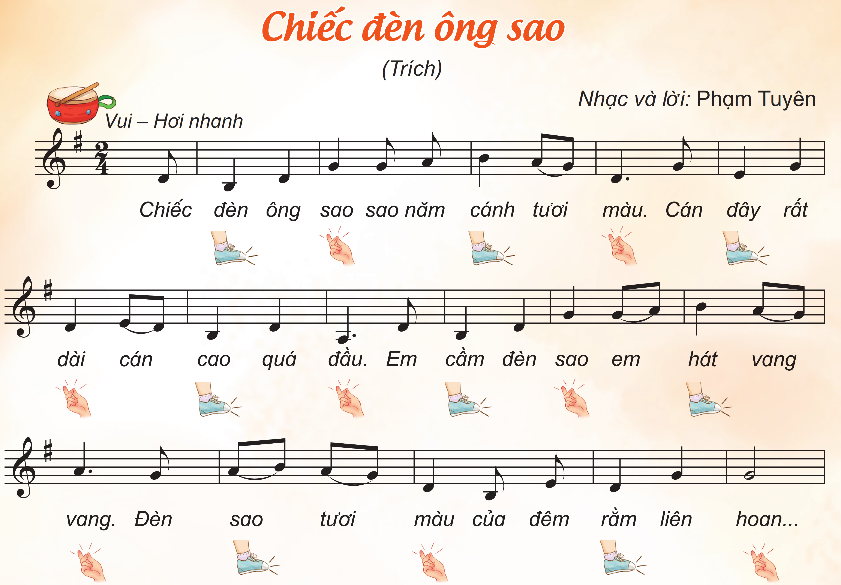 Chiếc đèn ông sao
(Trích)
Nhạc và lời: Phạm Tuyên
Vui – Hơi nhanh
2
4
Chiếc đèn ông sao sao năm cánh tươi màu. Cán đây rất
dài cán cao quá đầu. Em cầm đèn sao em hát vang
vang. Đèn sao tươi màu của đêm rằm liên hoan...